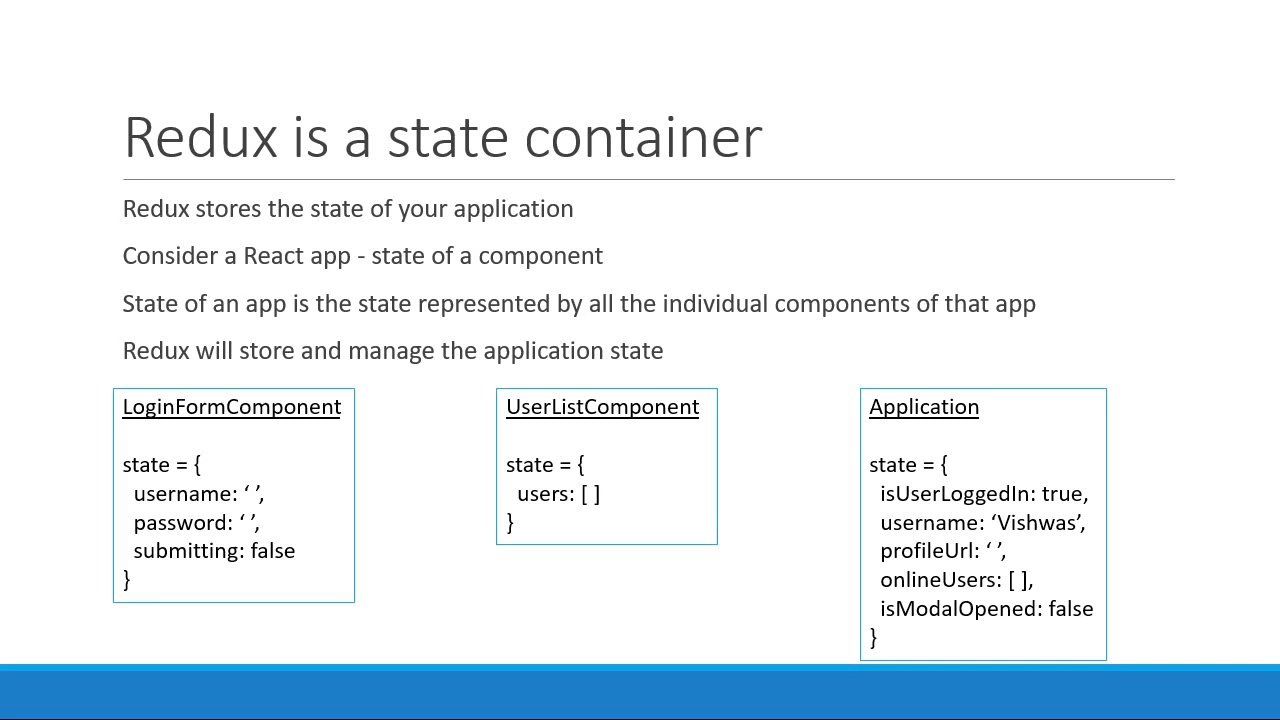 Redux is a state container
Redux stores the state of your application
Consider a React app - state of a component
State of an app is the state represented by all the individual components of that app
Redux will store and manage the application state
LoginFormComponent
state = {
username: ‘ ’,
password: ‘ ’,
submitting: false
}
UserListComponent
state = {
users: [ ]
}
Application
state = {
isUserLoggedIn: true,
username: ‘Vishwas’,
profileUrl: ‘ ’,
onlineUsers: [ ],
isModalOpened: false
}